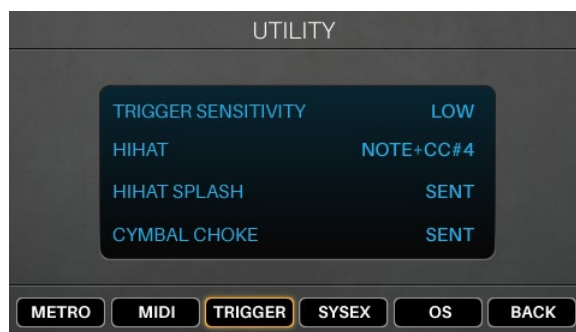 UTILITY
TRIGGER SENSITIVITY LOW
HIHAT NOTE+CC#4
HIHAT SPLASH SENT
CYMBAL CHOKE SENT
METRO MIDI TRIGGER SYSEX OS BACK